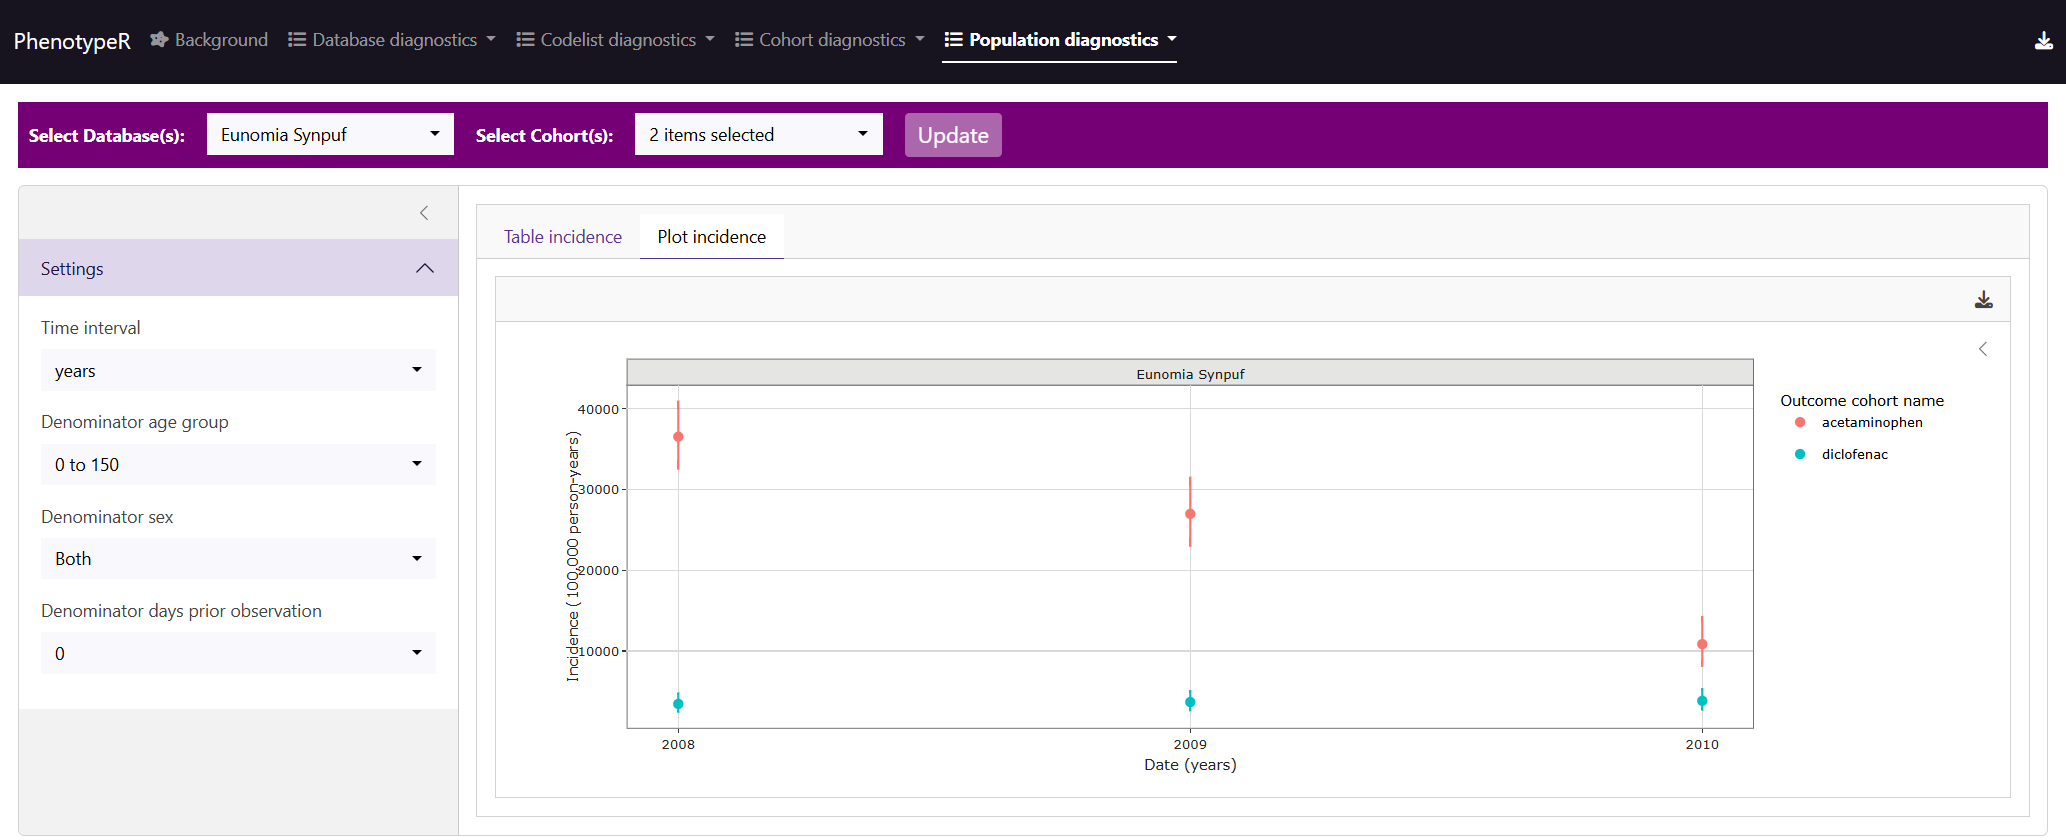 PhenotypeR Background Database diagnostics Codelist diagnostics Cohort diagnostics Population diagnostics
Select Database(s): Eunomia Synpuf Select Cohort(s): 2 items selected Update
Settings
Time interval
years
Denominator age group
0 to 150
Denominator sex
Both
Denominator days prior observation
0
Table incidence Plot incidence
Eunomia Synpuf
Incidence (100,000 person-years)
40000
30000
20000
10000
2008 2009 2010
Date (years)
Outcome cohort name
acetaminophen
diclofenac